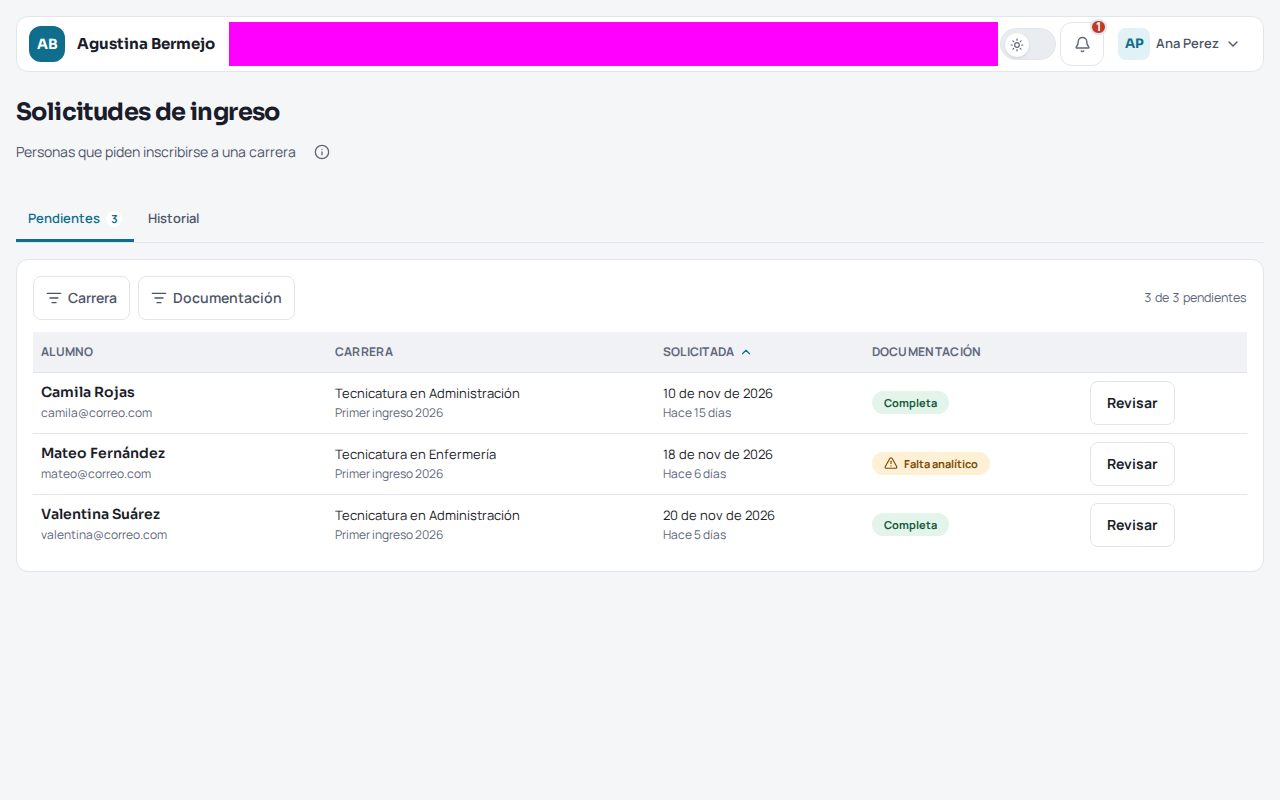 AB Agustina Bermejo 1 AP Ana Perez
Solicitudes de ingreso
Personas que piden inscribirse a una carrera
Pendientes 3 Historial
Carrera Documentación 3 de 3 pendientes
ALUMNO CARRERA SOLICITADA DOCUMENTACIÓN
Camila Rojas Tecnicatura en Administración 10 de nov de 2026 Completa Revisar
camila@correo.com Primer ingreso 2026 Hace 15 días
Mateo Fernández Tecnicatura en Enfermería 18 de nov de 2026 Falta analítico Revisar
mateo@correo.com Primer ingreso 2026 Hace 6 días
Valentina Suárez Tecnicatura en Administración 20 de nov de 2026 Completa Revisar
valentina@correo.com Primer ingreso 2026 Hace 5 días